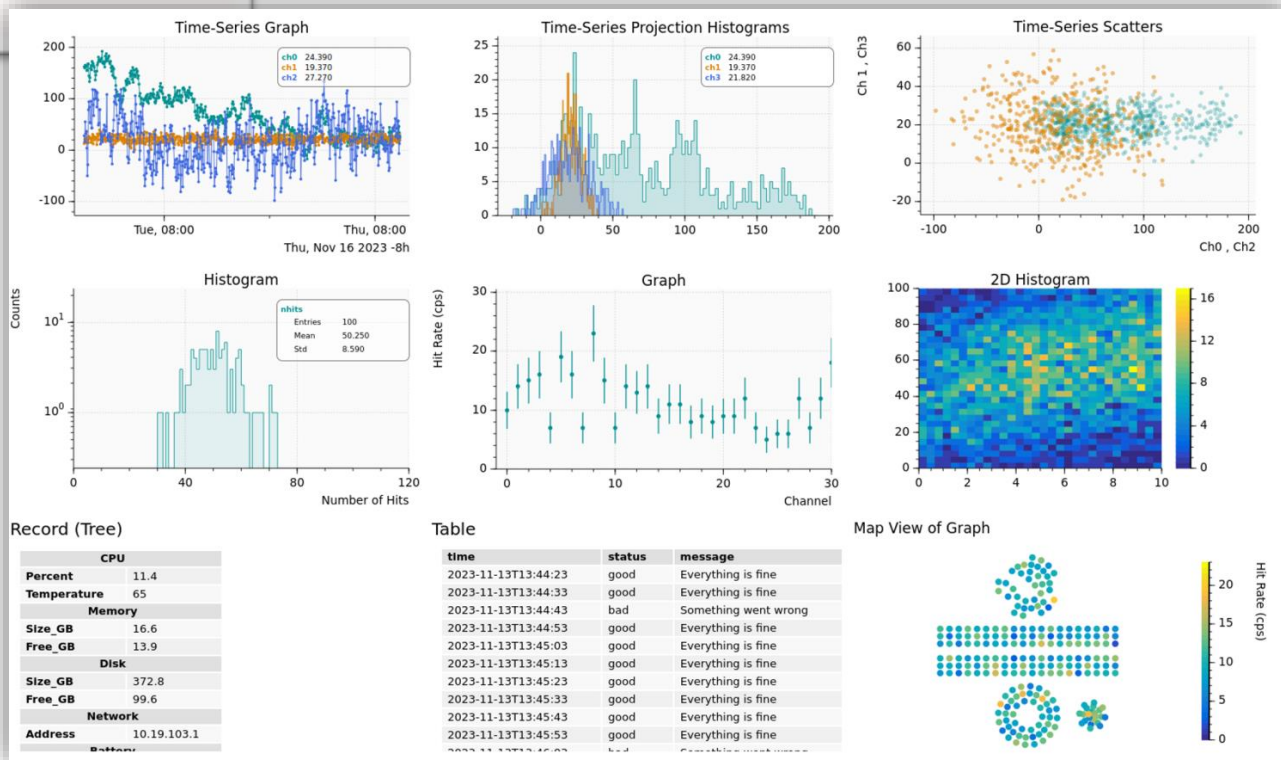 Time-Series Graph
200
100
0
-100
ch0 24.390
ch1 19.370
ch2 27.270
Tue, 08:00
Thu, 08:00
Thu, Nov 16 2023 -8h
Time-Series Projection Histograms
25
20
15
10
5
0
ch0 24.390
ch1 19.370
ch3 21.820
0 50 100 150 200
Time-Series Scatters
Ch 1 , Ch3
60
40
20
0
-20
-100 0 100 200
Ch0 , Ch2
Histogram
Counts
10¹
10⁰
nhits
Entries 100
Mean 50.250
Std 8.590
0 40 80 120
Number of Hits
Graph
Hit Rate (cps)
30
20
10
0
0 10 20 30
Channel
2D Histogram
100
80
60
40
20
0
0 2 4 6 8 10
16
12
8
4
0
Record (Tree)
CPU
Percent 11.4
Temperature 65
Memory
Size_GB 16.6
Free_GB 13.9
Disk
Size_GB 372.8
Free_GB 99.6
Network
Address 10.19.103.1
Battery
Table
time status message
2023-11-13T13:44:23 good Everything is fine
2023-11-13T13:44:33 good Everything is fine
2023-11-13T13:44:43 bad Something went wrong
2023-11-13T13:44:53 good Everything is fine
2023-11-13T13:45:03 good Everything is fine
2023-11-13T13:45:13 good Everything is fine
2023-11-13T13:45:23 good Everything is fine
2023-11-13T13:45:33 good Everything is fine
2023-11-13T13:45:43 good Everything is fine
2023-11-13T13:45:53 good Everything is fine
Map View of Graph
20
15
10
5
0
Hit Rate (cps)